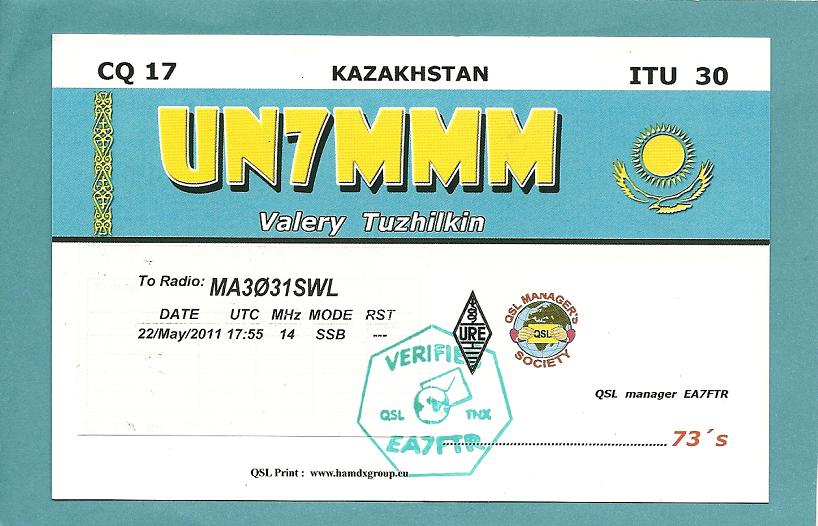 CQ 17 KAZAKHSTAN ITU 30
UN7MMM
Valery Tuzhilkin
To Radio: MA3Ø31SWL
DATE UTC MHz MODE RST
22/May/2011 17:55 14 SSB ---
URE
QSL MANAGER'S
QSL
SOCIETY
VERIFIE
QSL TNX
EA7FTR
QSL manager EA7FTR
73´s
QSL Print : www.hamdxgroup.eu